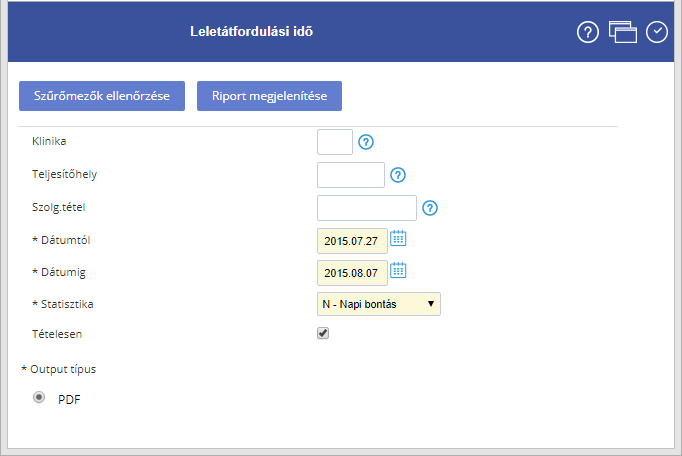 Leletátfordulási idő
Szűrőmezők ellenőrzése Riport megjelenítése
Klinika
Teljesítőhely
Szolg.tétel
* Dátumtól 2015.07.27
* Dátumig 2015.08.07
* Statisztika N - Napi bontás
Tételesen
* Output típus
PDF